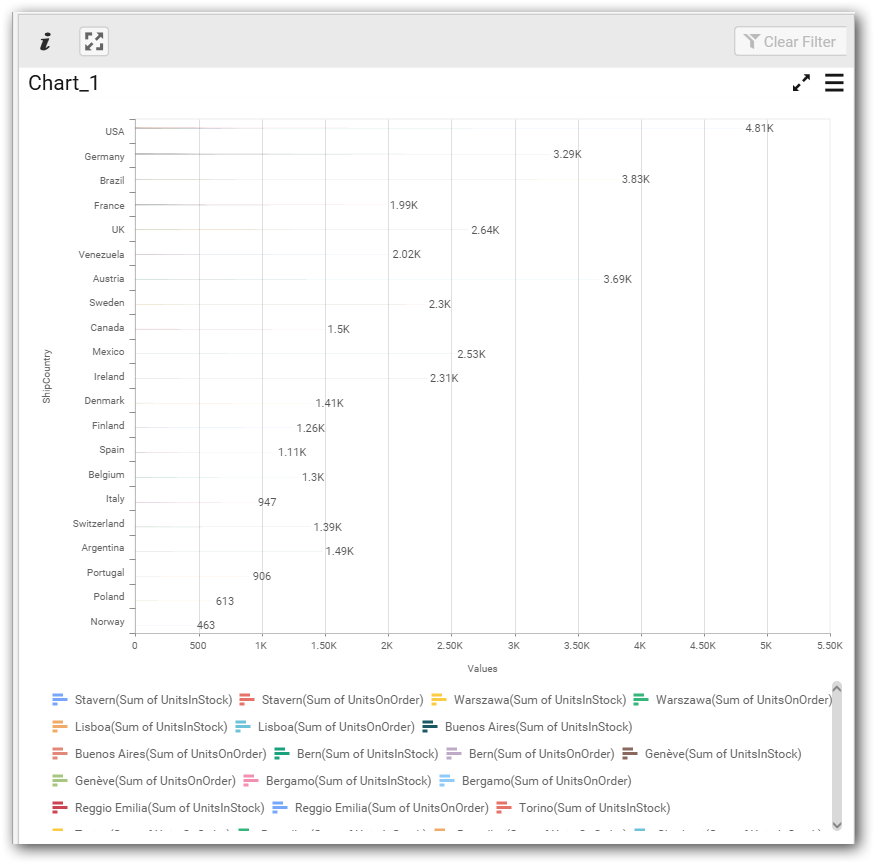 i
Clear Filter
Chart_1
USA 4.81K
Germany 3.29K
Brazil 3.83K
France 1.99K
UK 2.64K
Venezuela 2.02K
Austria 3.69K
Sweden 2.3K
Canada 1.5K
Mexico 2.53K
Ireland 2.31K
Denmark 1.41K
Finland 1.26K
Spain 1.11K
Belgium 1.3K
Italy 947
Switzerland 1.39K
Argentina 1.49K
Portugal 906
Poland 613
Norway 463
ShipCountry
0 500 1K 1.50K 2K 2.50K 3K 3.50K 4K 4.50K 5K 5.50K
Values
Stavern(Sum of UnitsInStock) Stavern(Sum of UnitsOnOrder) Warszawa(Sum of UnitsInStock) Warszawa(Sum of UnitsOnOrder)
Lisboa(Sum of UnitsInStock) Lisboa(Sum of UnitsOnOrder) Buenos Aires(Sum of UnitsInStock)
Buenos Aires(Sum of UnitsOnOrder) Bern(Sum of UnitsInStock) Bern(Sum of UnitsOnOrder) Genève(Sum of UnitsInStock)
Genève(Sum of UnitsOnOrder) Bergamo(Sum of UnitsInStock) Bergamo(Sum of UnitsOnOrder)
Reggio Emilia(Sum of UnitsInStock) Reggio Emilia(Sum of UnitsOnOrder) Torino(Sum of UnitsInStock)